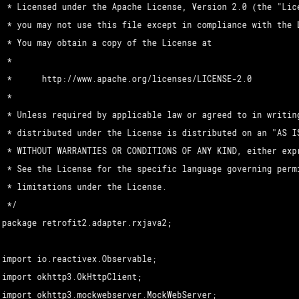 * Licensed under the Apache License, Version 2.0 (the
* you may not use this file except in compliance with the
* You may obtain a copy of the License at
*
* http://www.apache.org/licenses/LICENSE-2.0
*
* Unless required by applicable law or agreed to in writing
* distributed under the License is distributed on an "AS
* WITHOUT WARRANTIES OR CONDITIONS OF ANY KIND, either
* See the License for the specific language governing
* limitations under the License.
*/
package retrofit2.adapter.rxjava2;
import io.reactivex.Observable;
import okhttp3.OkHttpClient;
import okhttp3.mockwebserver.MockWebServer;